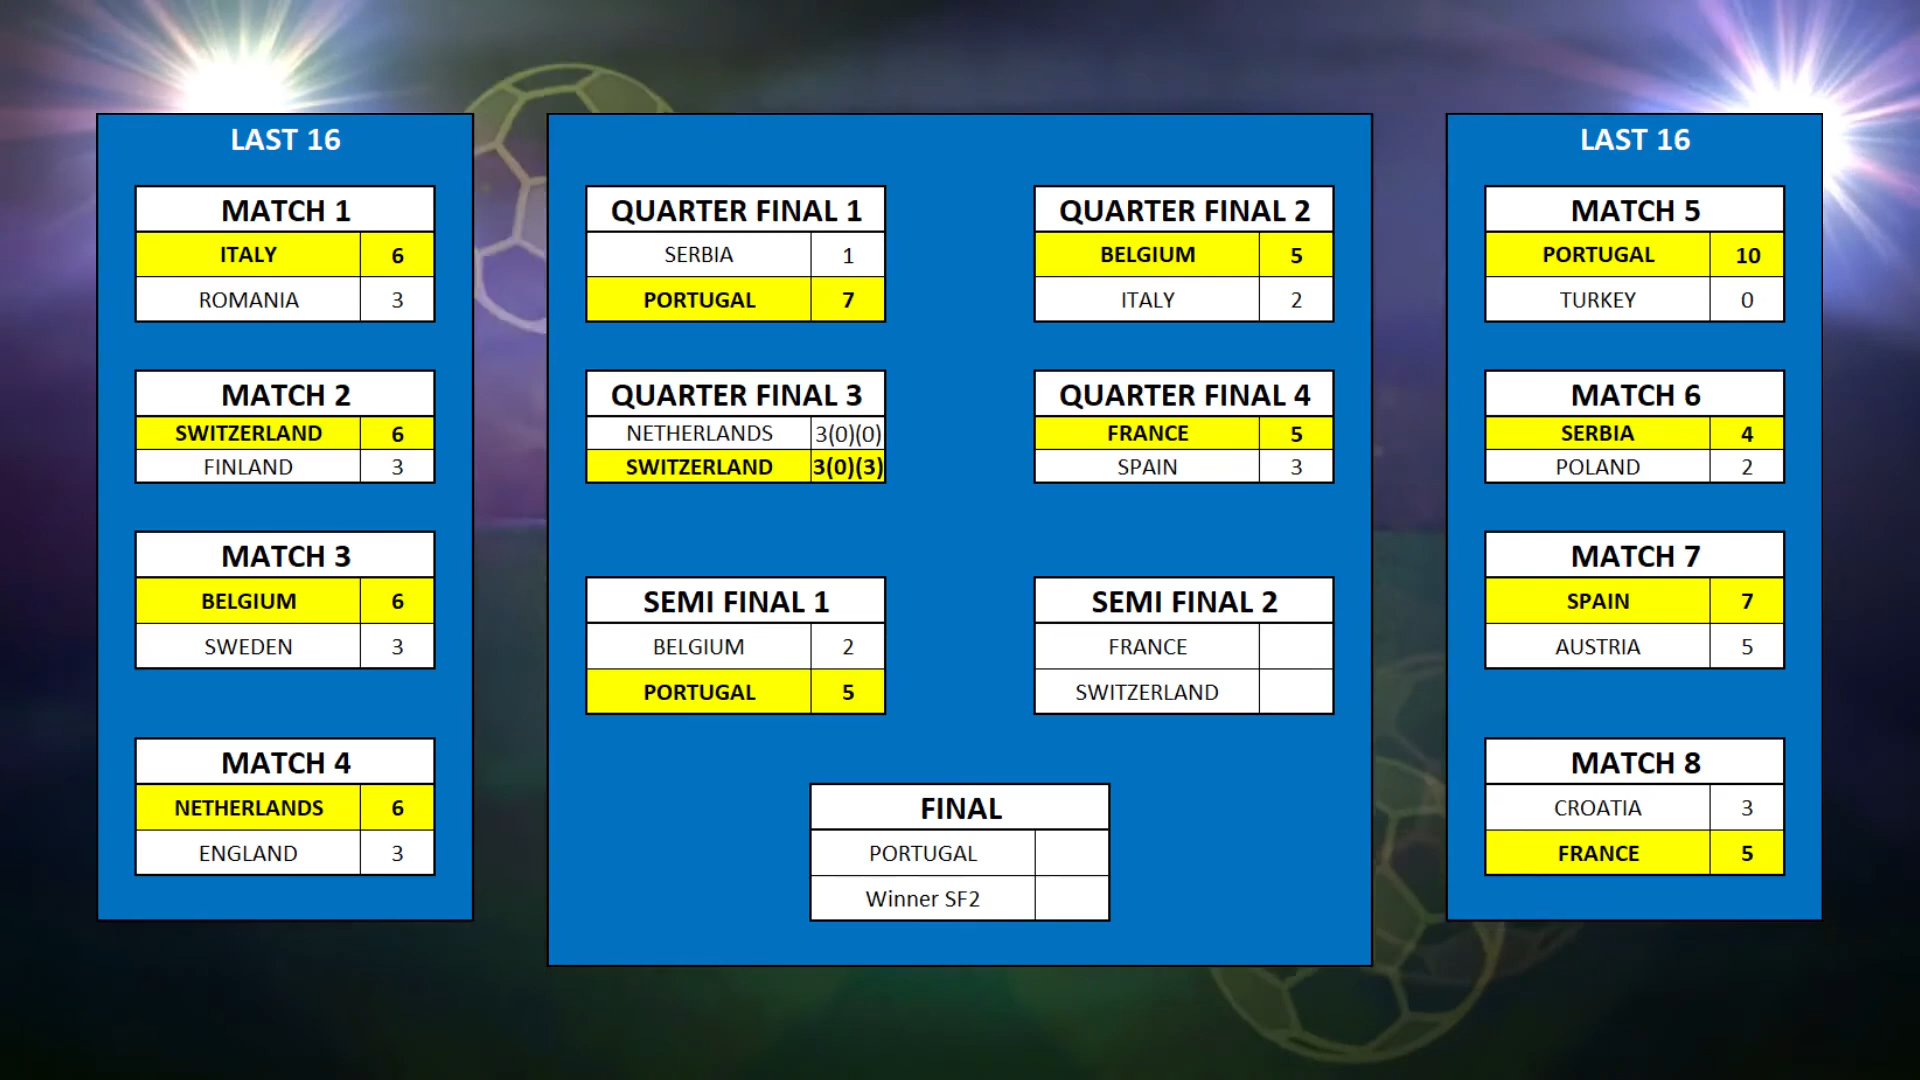 LAST 16
MATCH 1
ITALY 6
ROMANIA 3
MATCH 2
SWITZERLAND 6
FINLAND 3
MATCH 3
BELGIUM 6
SWEDEN 3
MATCH 4
NETHERLANDS 6
ENGLAND 3
QUARTER FINAL 1
SERBIA 1
PORTUGAL 7
QUARTER FINAL 2
BELGIUM 5
ITALY 2
QUARTER FINAL 3
NETHERLANDS 3(0)(0)
SWITZERLAND 3(0)(3)
QUARTER FINAL 4
FRANCE 5
SPAIN 3
SEMI FINAL 1
BELGIUM 2
PORTUGAL 5
SEMI FINAL 2
FRANCE
SWITZERLAND
FINAL
PORTUGAL
Winner SF2
LAST 16
MATCH 5
PORTUGAL 10
TURKEY 0
MATCH 6
SERBIA 4
POLAND 2
MATCH 7
SPAIN 7
AUSTRIA 5
MATCH 8
CROATIA 3
FRANCE 5